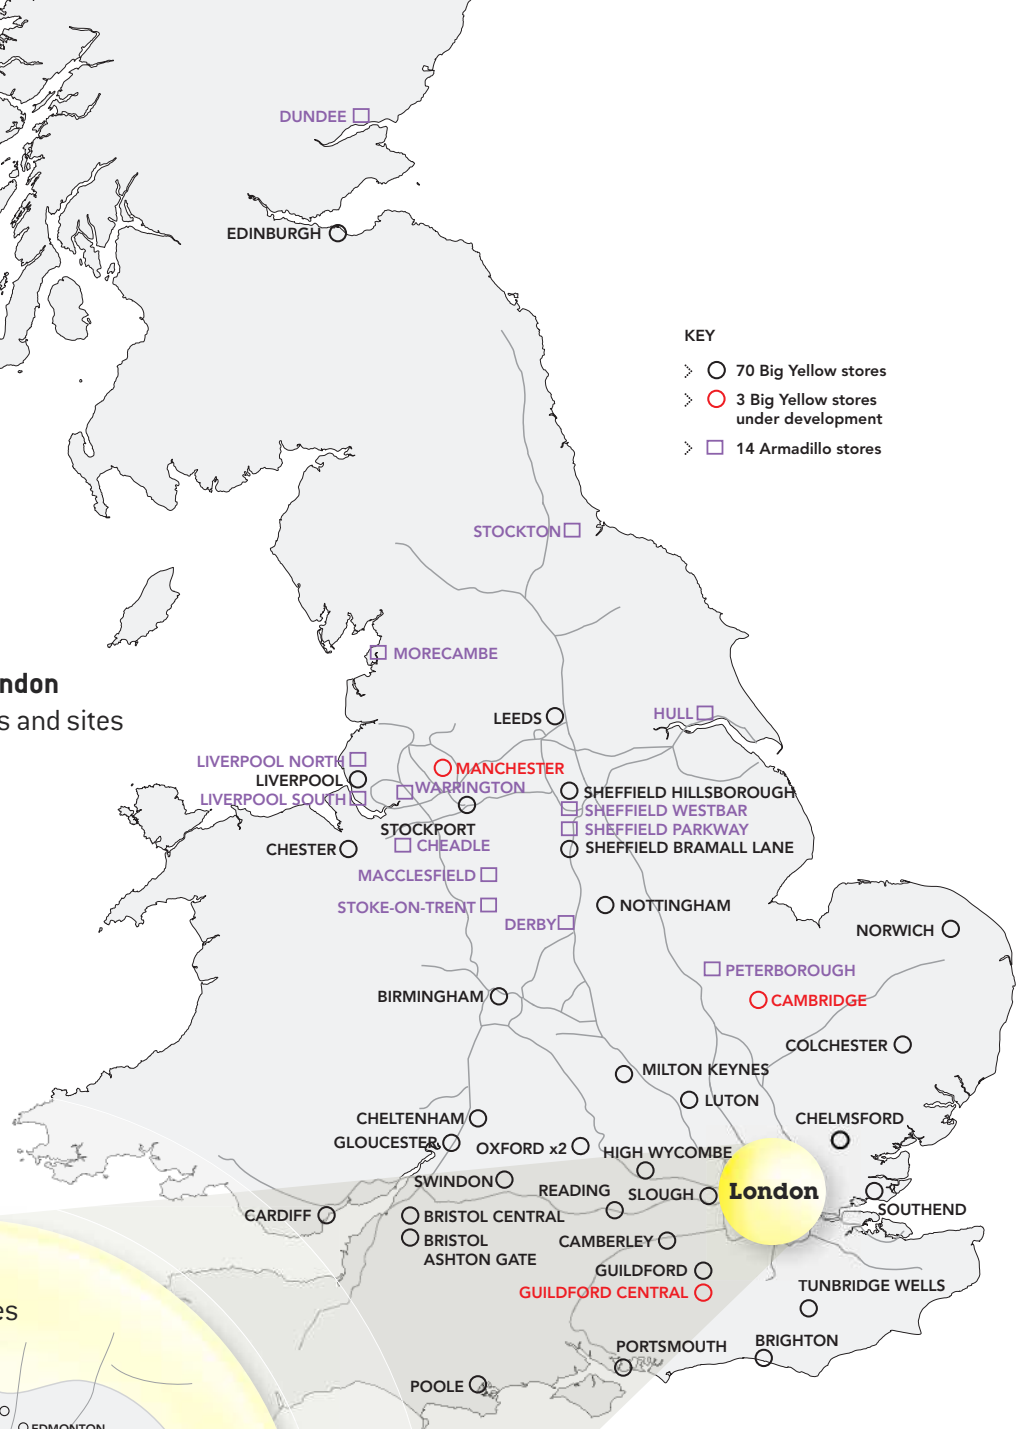 DUNDEE
EDINBURGH
KEY
70 Big Yellow stores
3 Big Yellow stores
under development
14 Armadillo stores
STOCKTON
MORECAMBE
ndon
s and sites
LEEDS
HULL
LIVERPOOL NORTH
MANCHESTER
LIVERPOOL
WARRINGTON
SHEFFIELD HILLSBOROUGH
LIVERPOOL SOUTH
SHEFFIELD WESTBAR
STOCKPORT
SHEFFIELD PARKWAY
CHEADLE
CHESTER
SHEFFIELD BRAMALL LANE
MACCLESFIELD
STOKE-ON-TRENT
NOTTINGHAM
DERBY
NORWICH
PETERBOROUGH
BIRMINGHAM
CAMBRIDGE
COLCHESTER
MILTON KEYNES
LUTON
CHELTENHAM
CHELMSFORD
GLOUCESTER
OXFORD x2
HIGH WYCOMBE
SWINDON
READING
SLOUGH
London
SOUTHEND
CARDIFF
BRISTOL CENTRAL
BRISTOL
ASHTON GATE
CAMBERLEY
GUILDFORD
GUILDFORD CENTRAL
TUNBRIDGE WELLS
es
PORTSMOUTH
BRIGHTON
POOLE
EDMONTON